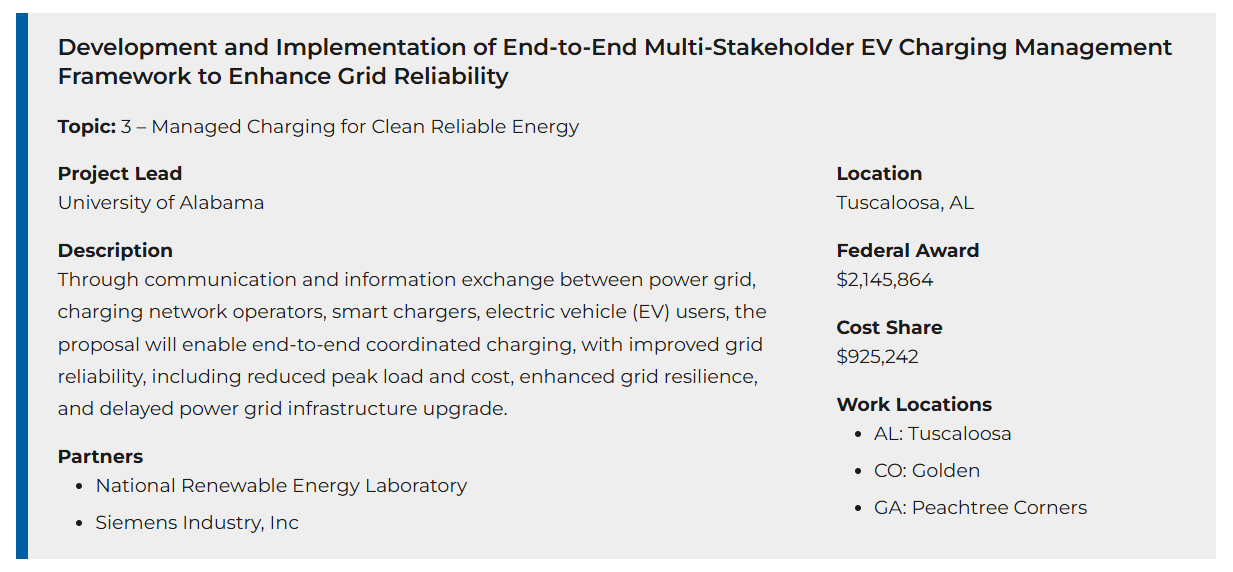 Development and Implementation of End-to-End Multi-Stakeholder EV Charging Management
Framework to Enhance Grid Reliability
Topic: 3 – Managed Charging for Clean Reliable Energy
Project Lead
University of Alabama
Description
Through communication and information exchange between power grid,
charging network operators, smart chargers, electric vehicle (EV) users, the
proposal will enable end-to-end coordinated charging, with improved grid
reliability, including reduced peak load and cost, enhanced grid resilience,
and delayed power grid infrastructure upgrade.
Partners
• National Renewable Energy Laboratory
• Siemens Industry, Inc
Location
Tuscaloosa, AL
Federal Award
$2,145,864
Cost Share
$925,242
Work Locations
• AL: Tuscaloosa
• CO: Golden
• GA: Peachtree Corners